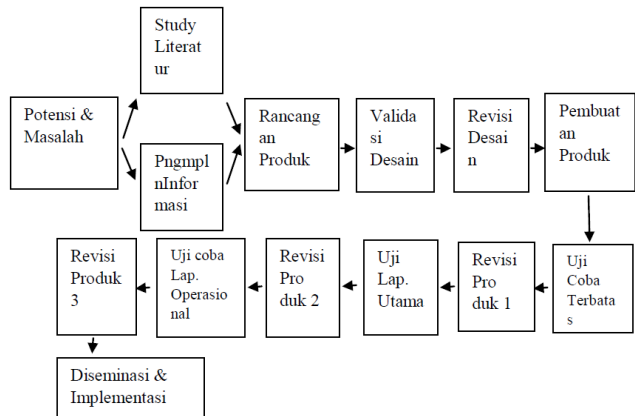 Study
Literat
ur
Potensi &
Masalah
Pngmpl
nInfor
masi
Rancang
an
Produk
Valida
si
Desain
Revisi
Desai
n
Pembuat
an
Produk
Revisi
Produk
3
Uji coba
Lap.
Operasio
nal
Revisi
Pro
duk 2
Uji
Lap.
Utama
Revisi
Pro
duk 1
Uji
Coba
Terbata
s
Diseminasi &
Implementasi